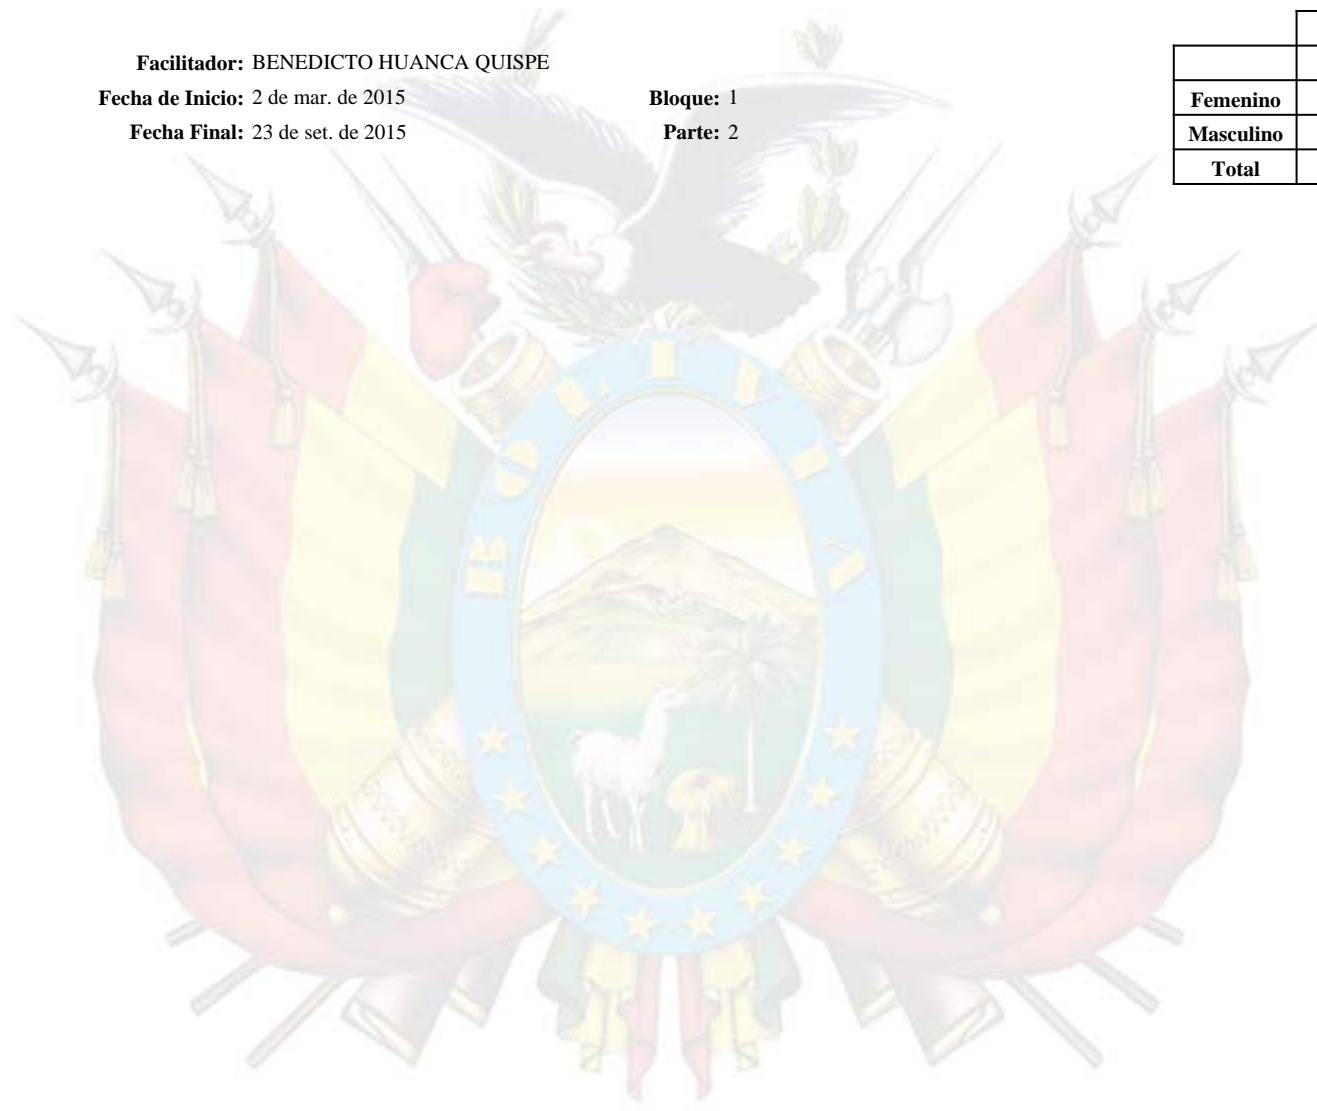 Facilitador: BENEDICTO HUANCA QUISPE
Fecha de Inicio: 2 de mar. de 2015 Bloque: 1
Fecha Final: 23 de set. de 2015 Parte: 2
Femenino
Masculino
Total
BOLIVIA